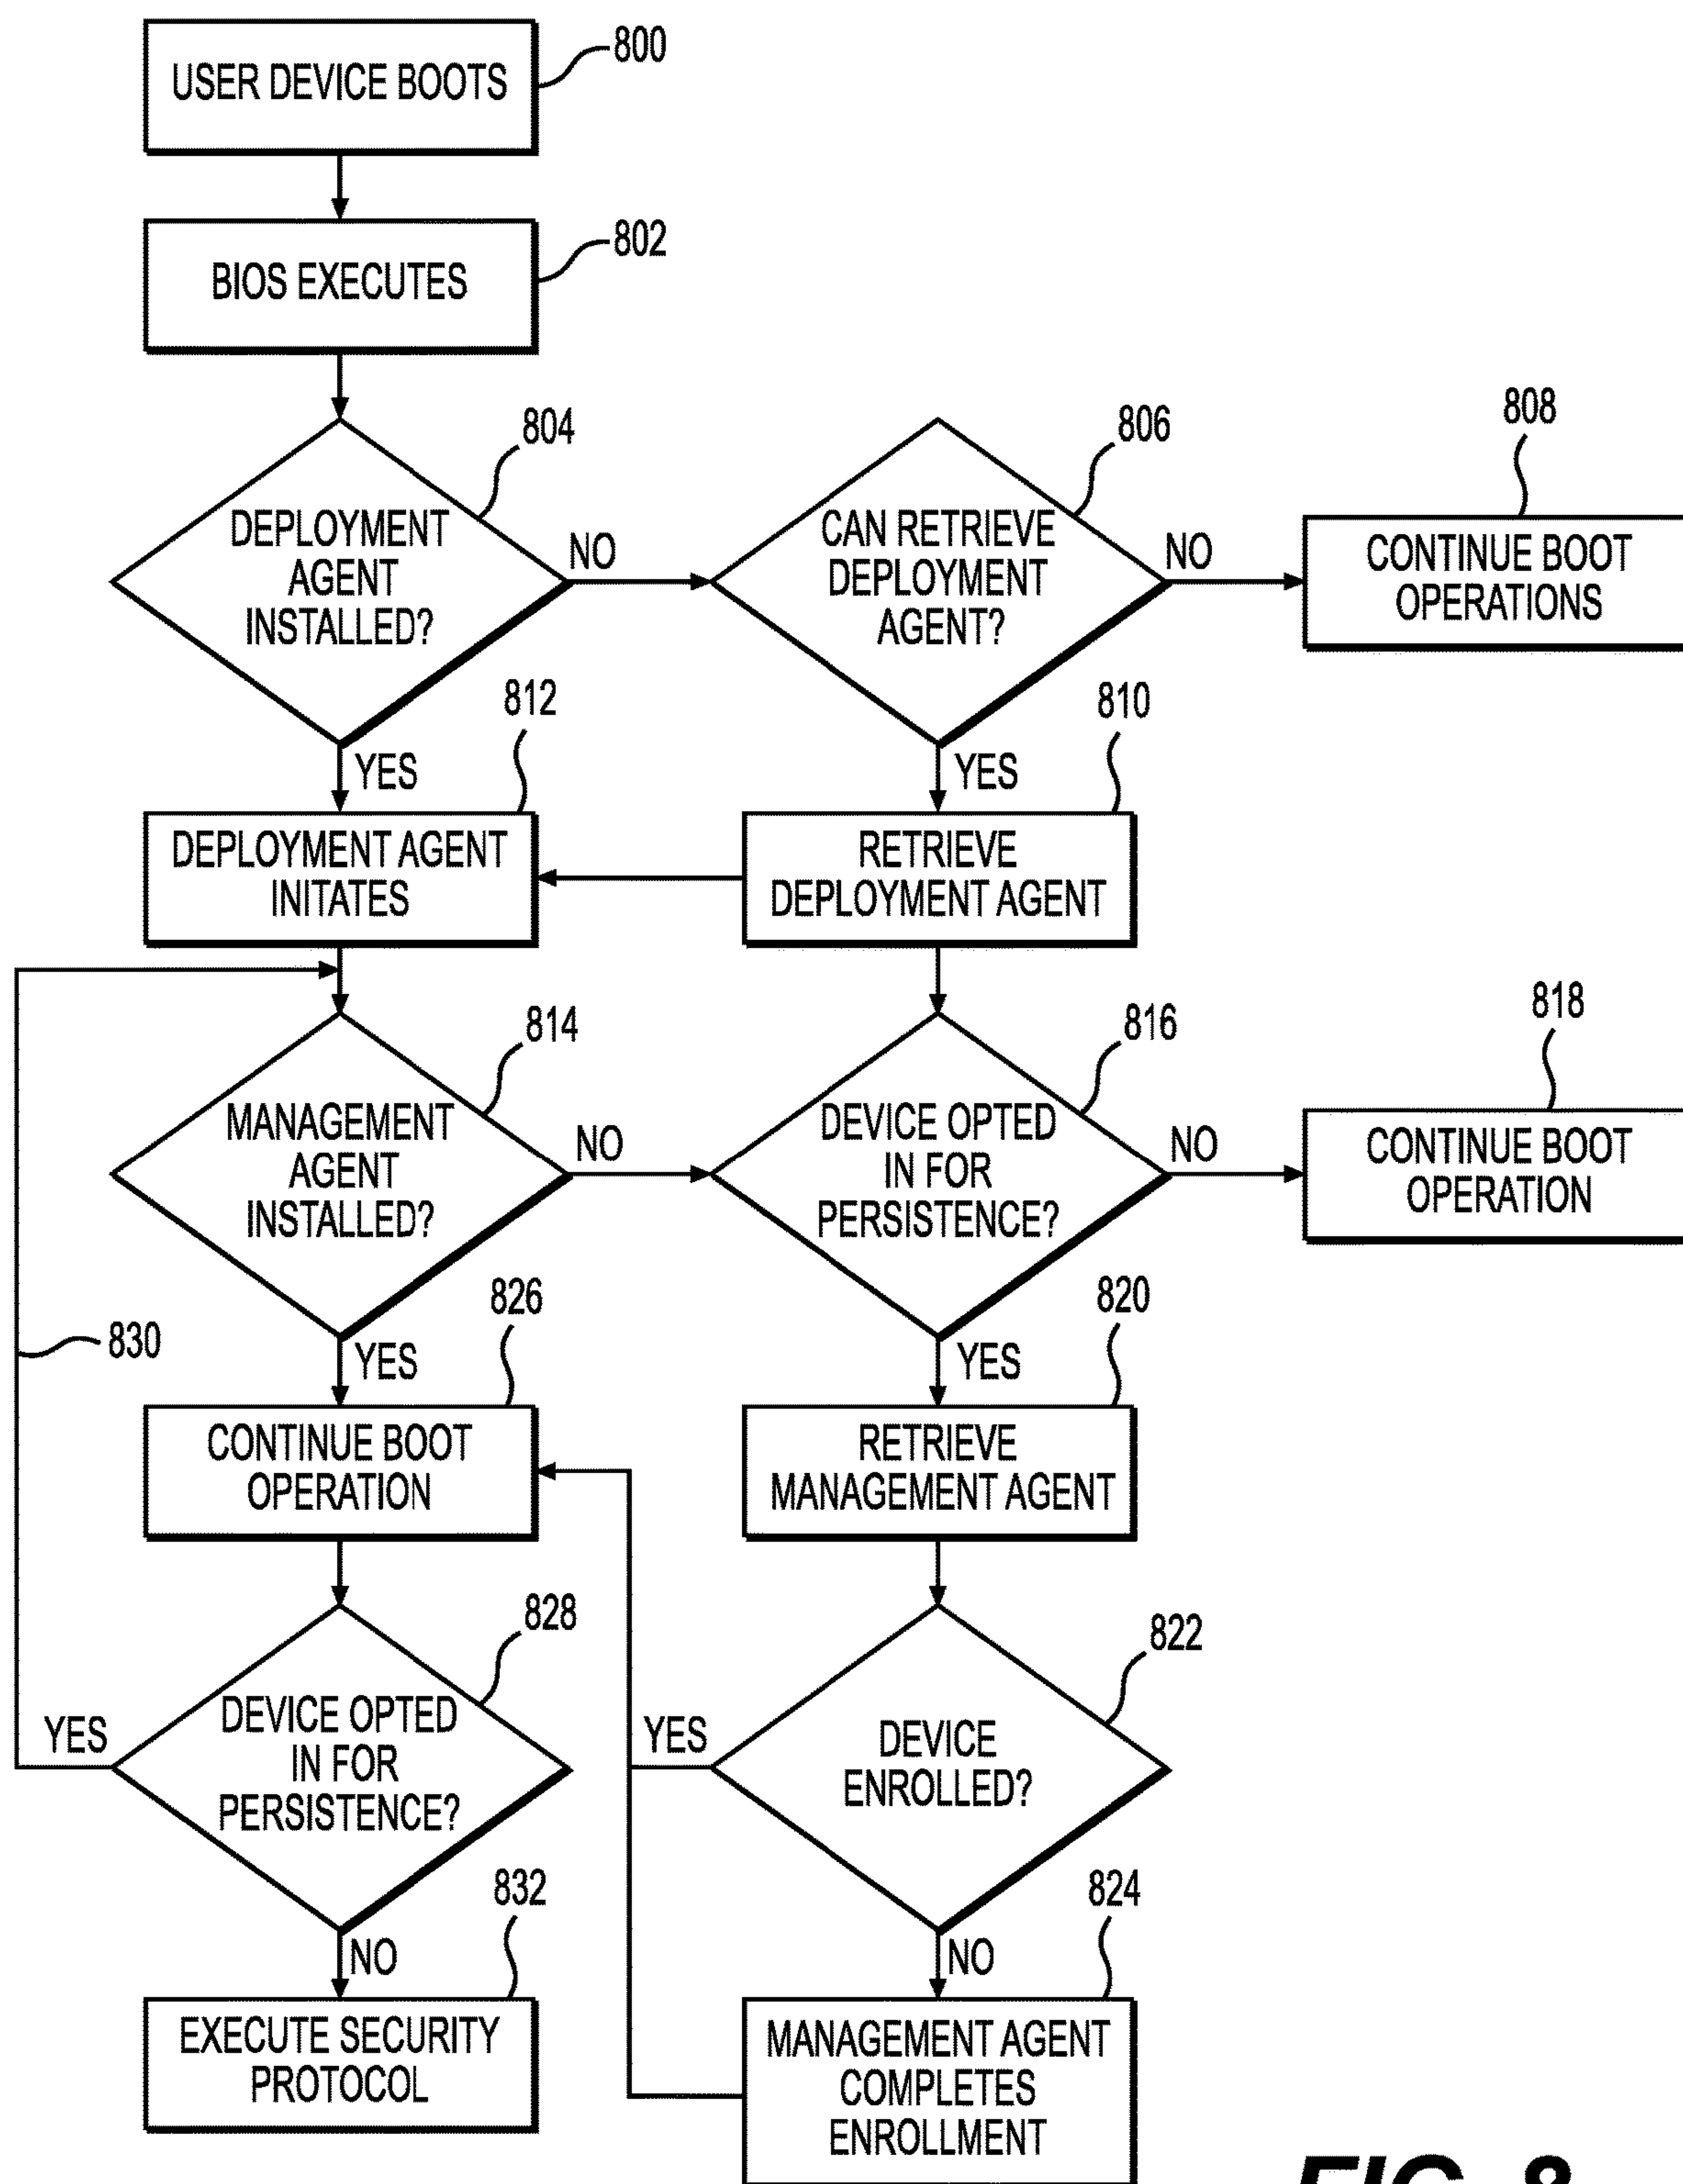 USER DEVICE BOOTS
800
BIOS EXECUTES
802
DEPLOYMENT
AGENT
INSTALLED?
804
NO
CAN RETRIEVE
DEPLOYMENT
AGENT?
806
NO
CONTINUE BOOT
OPERATIONS
808
YES
812
YES
810
DEPLOYMENT AGENT
INITATES
RETRIEVE
DEPLOYMENT AGENT
MANAGEMENT
AGENT
INSTALLED?
814
NO
DEVICE OPTED
IN FOR
PERSISTENCE?
816
NO
CONTINUE BOOT
OPERATION
818
830
YES
826
YES
820
CONTINUE BOOT
OPERATION
RETRIEVE
MANAGEMENT AGENT
YES
DEVICE OPTED
IN FOR
PERSISTENCE?
828
YES
DEVICE
ENROLLED?
822
NO
832
NO
824
EXECUTE SECURITY
PROTOCOL
MANAGEMENT AGENT
COMPLETES
ENROLLMENT
FIG. 8